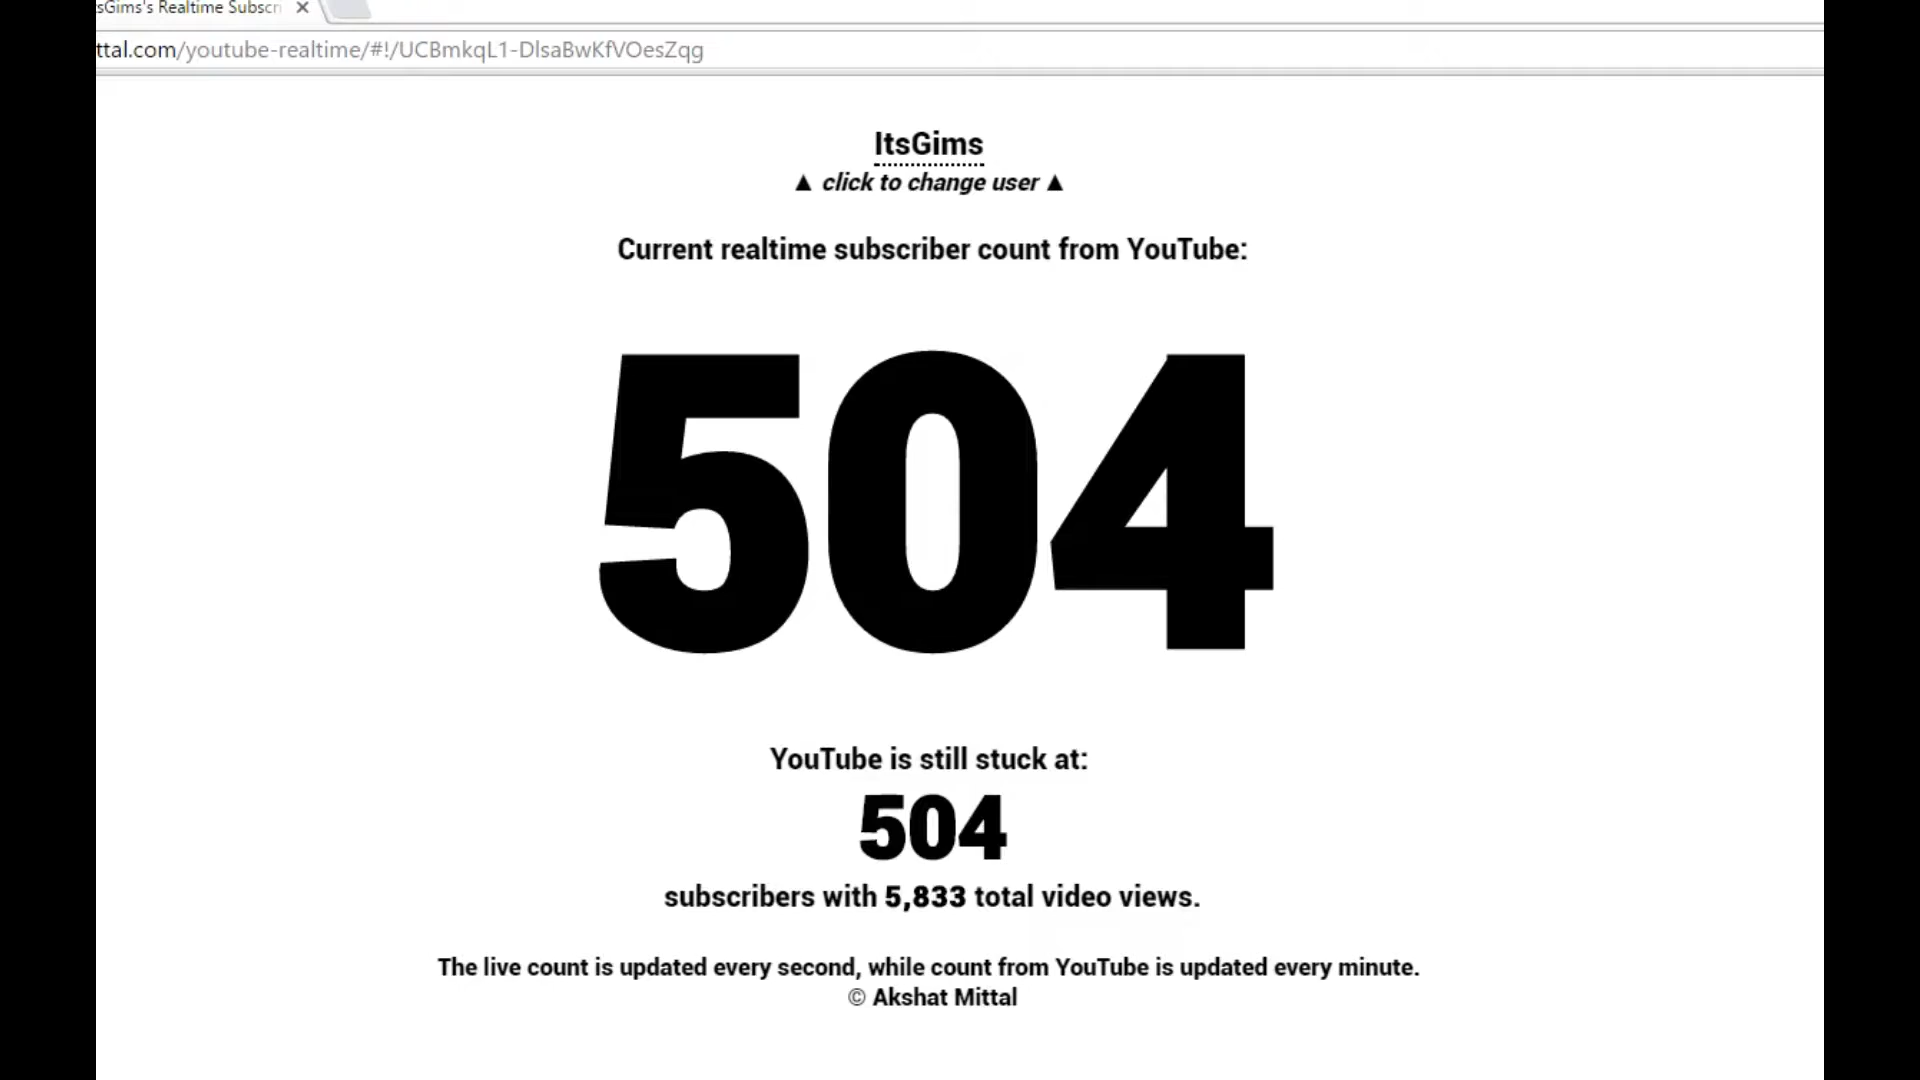 sGims's Realtime Subscri ×
ttal.com/youtube-realtime/#!/UCBmkqL1-DlsaBwKfVOesZqg
ItsGims
▲ click to change user ▲
Current realtime subscriber count from YouTube:
504
YouTube is still stuck at:
504
subscribers with 5,833 total video views.
The live count is updated every second, while count from YouTube is updated every minute.
© Akshat Mittal